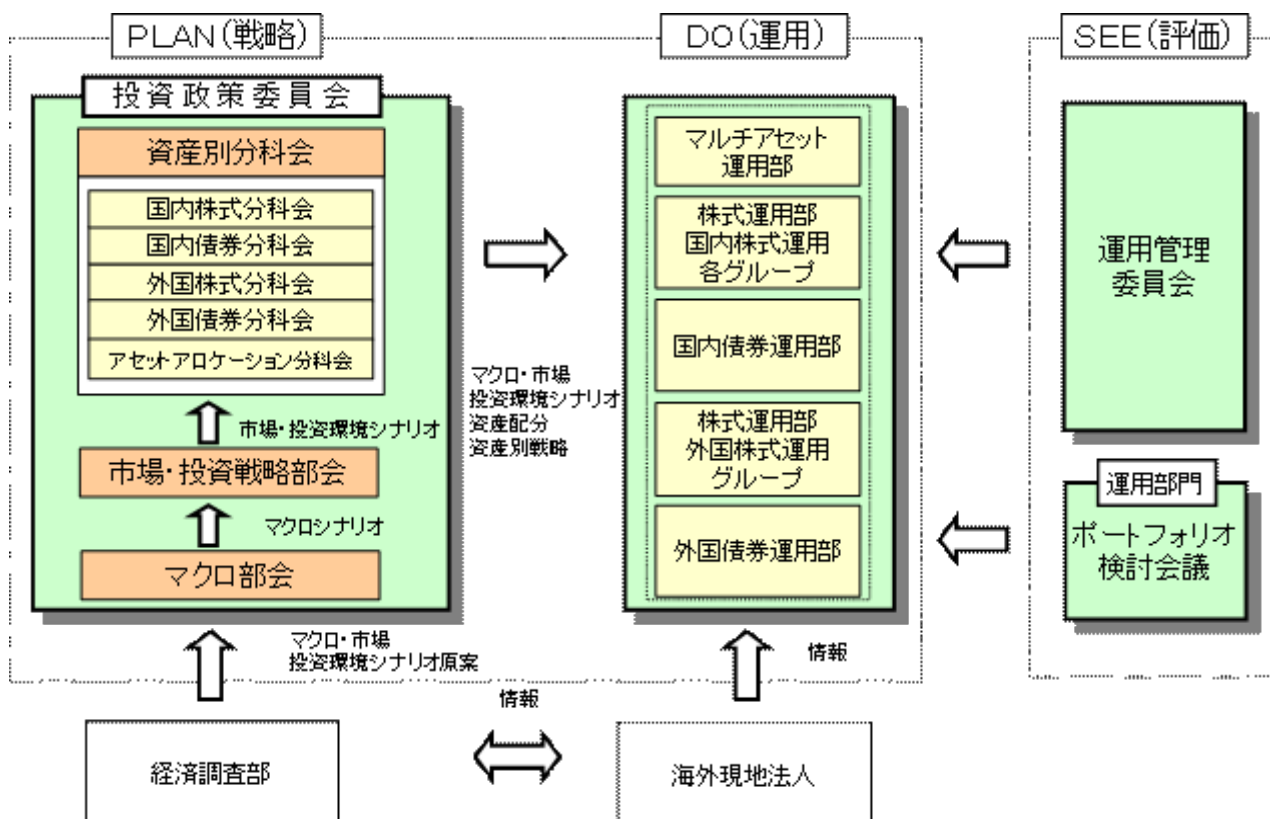 PLAN(戦略)
投資政策委員会
資産別分科会
国内株式分科会
国内債券分科会
外国株式分科会
外国債券分科会
アセットアロケーション分科会
市場・投資環境シナリオ
市場・投資戦略部会
マクロシナリオ
マクロ部会
マクロ・市場
投資環境シナリオ原案
経済調査部
マクロ・市場
投資環境シナリオ
資産配分
資産別戦略
情報
DO(運用)
マルチアセット
運用部
株式運用部
国内株式運用
各グループ
国内債券運用部
株式運用部
外国株式運用
グループ
外国債券運用部
情報
海外現地法人
SEE(評価)
運用管理
委員会
運用部門
ポートフォリオ
検討会議